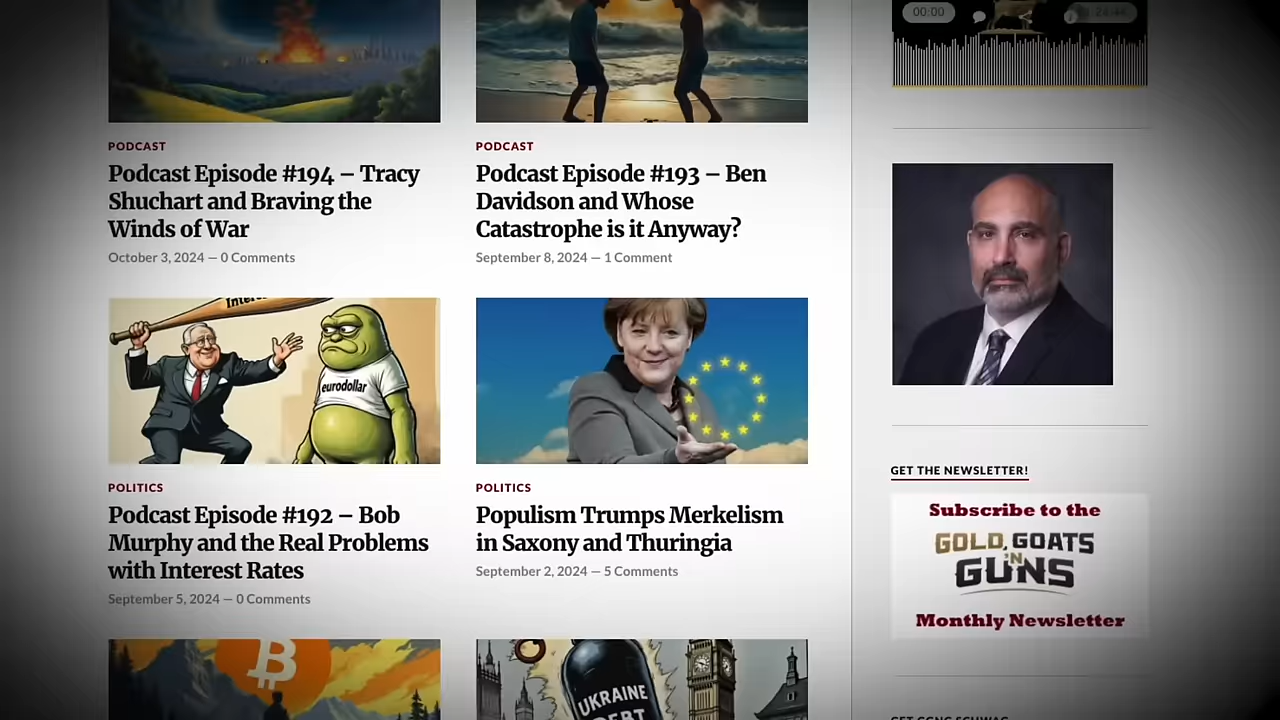 00:00
PODCAST
Podcast Episode #194 – Tracy
Shuchart and Braving the
Winds of War
October 3, 2024 — 0 Comments
PODCAST
Podcast Episode #193 – Ben
Davidson and Whose
Catastrophe is it Anyway?
September 8, 2024 — 1 Comment
eurodollar
POLITICS
Podcast Episode #192 – Bob
Murphy and the Real Problems
with Interest Rates
September 5, 2024 — 0 Comments
POLITICS
Populism Trumps Merkelism
in Saxony and Thuringia
September 2, 2024 — 5 Comments
UKRAINE
DEBT
GET THE NEWSLETTER!
Subscribe to the
GOLD, GOATS
'N
GUNS
Monthly Newsletter